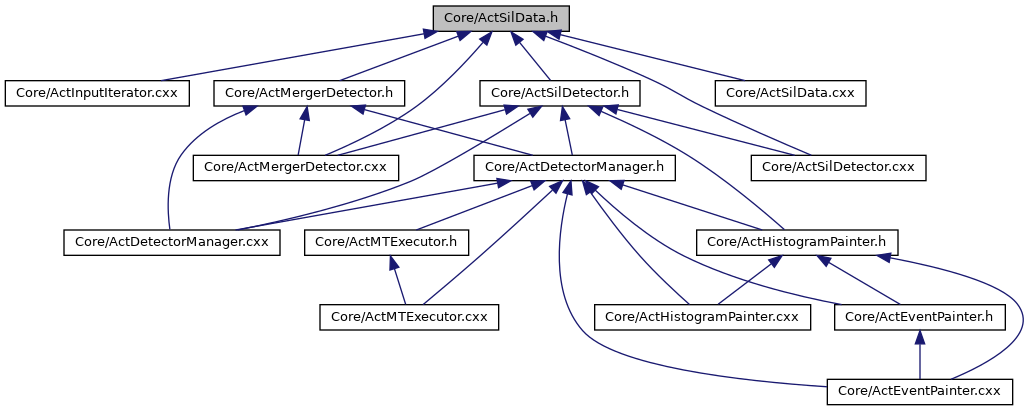 Core/ActSilData.h
Core/ActInputIterator.cxx
Core/ActMergerDetector.h
Core/ActSilDetector.h
Core/ActSilData.cxx
Core/ActMergerDetector.cxx
Core/ActDetectorManager.h
Core/ActSilDetector.cxx
Core/ActDetectorManager.cxx
Core/ActMTExecutor.h
Core/ActHistogramPainter.h
Core/ActMTExecutor.cxx
Core/ActHistogramPainter.cxx
Core/ActEventPainter.h
Core/ActEventPainter.cxx